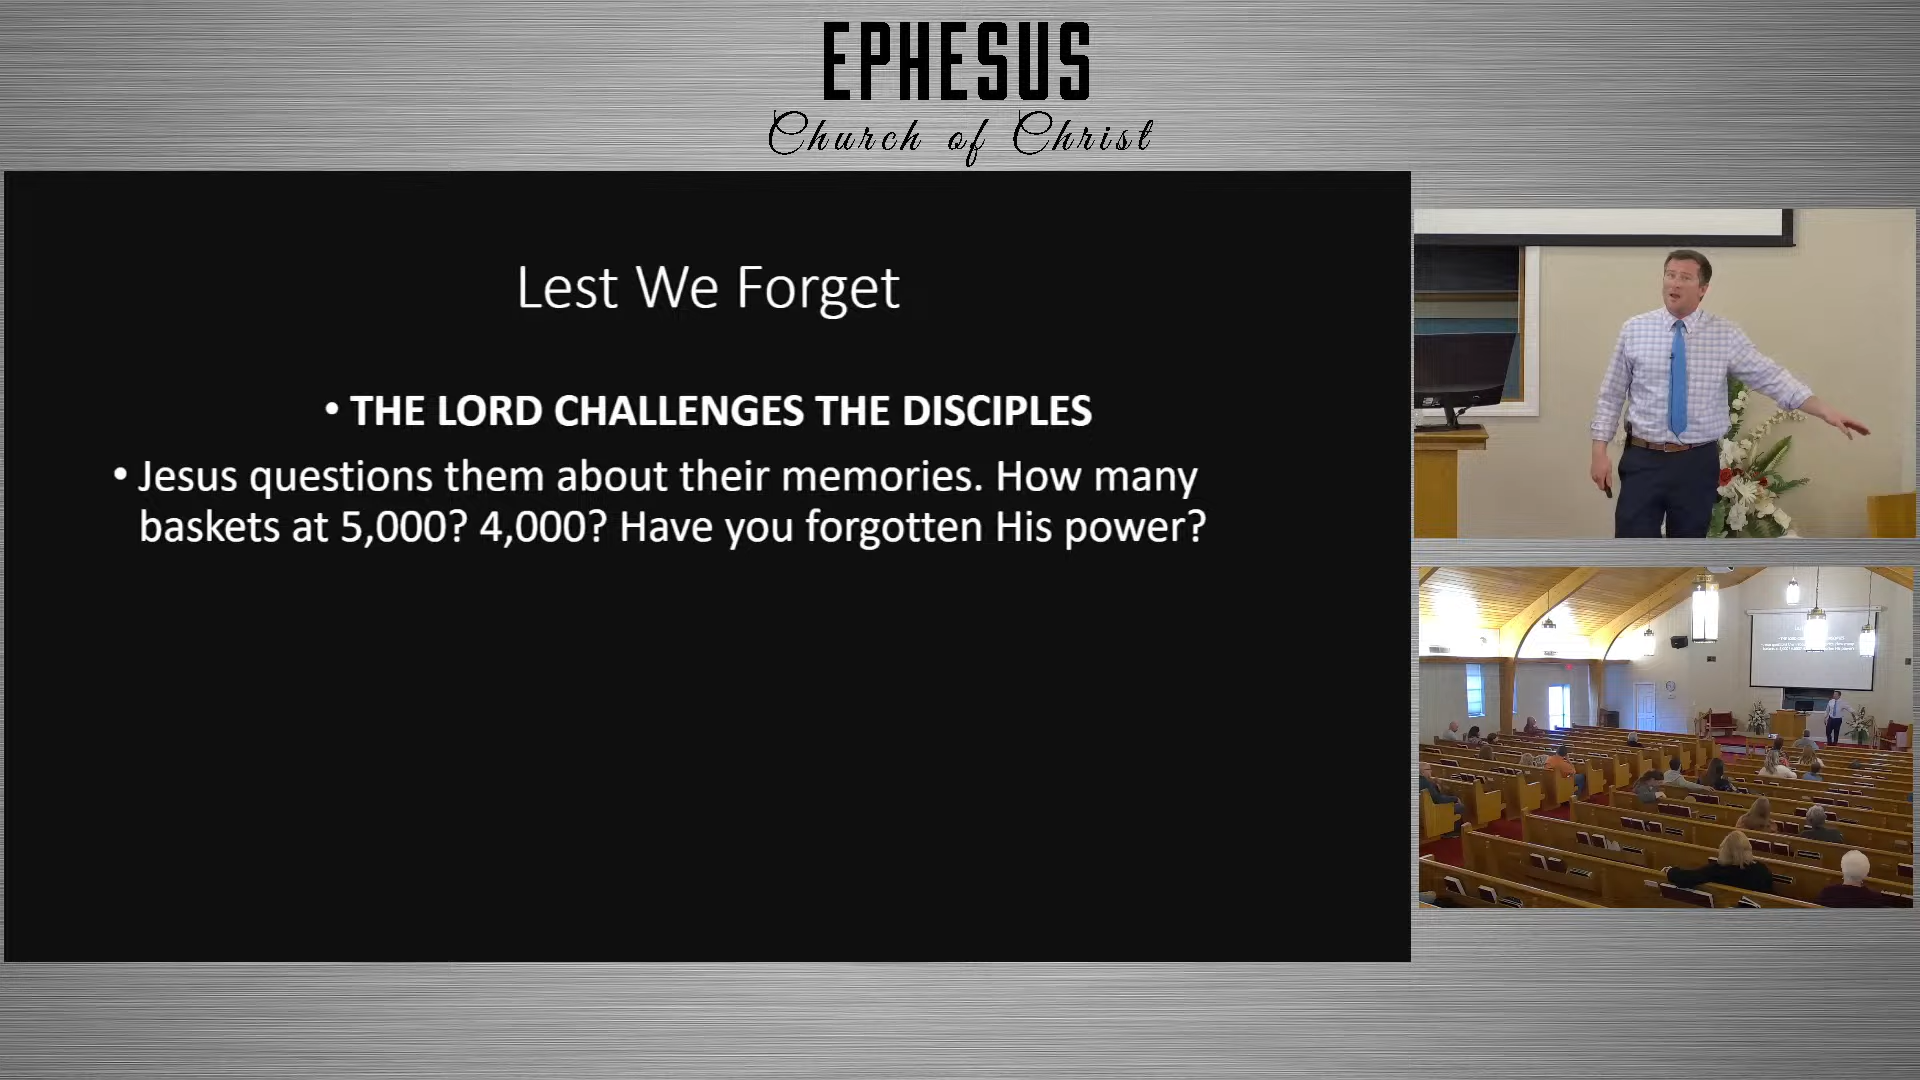 EPHESUS
Church of Christ
Lest We Forget
• THE LORD CHALLENGES THE DISCIPLES
• Jesus questions them about their memories. How many
baskets at 5,000? 4,000? Have you forgotten His power?